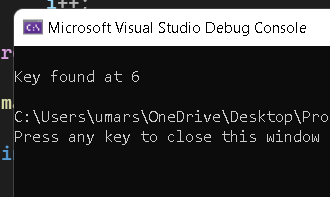 i++;
Microsoft Visual Studio Debug Console
Key found at 6
C:\Users\umars\OneDrive\Desktop\Pro
Press any key to close this window